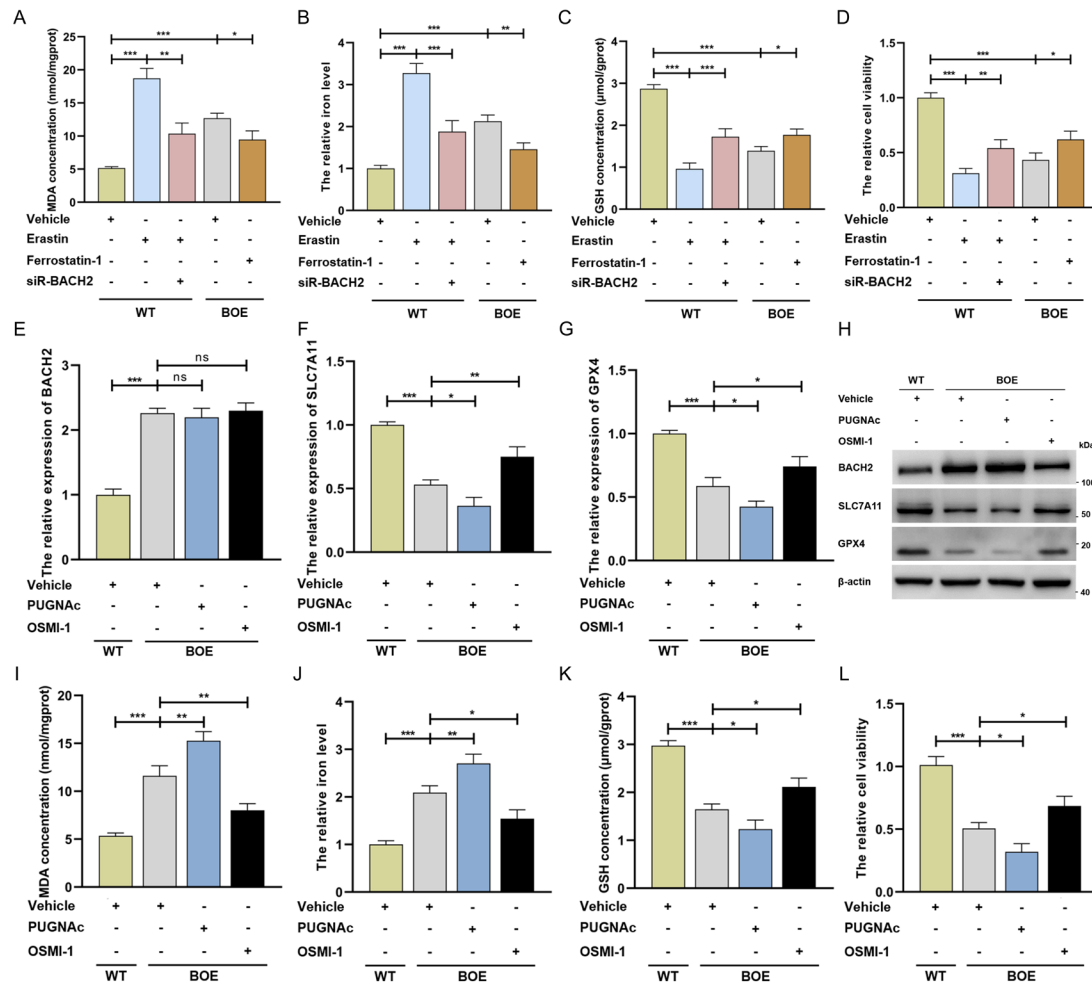 A
MDA concentration (nmol/mgprot)
25
20
15
10
5
0
***
*
***
**
Vehicle + - - + -
Erastin - + + - -
Ferrostatin-1 - - - - +
siR-BACH2 - - + - -
WT BOE
B
The relative iron level
4
3
2
1
0
***
**
***
***
+ - - + -
Vehicle
Erastin - + + - -
Ferrostatin-1 - - - - +
siR-BACH2 - - + - -
WT BOE
C
GSH concentration (μmol/gprot)
4
3
2
1
0
***
*
***
***
Vehicle + - - + -
Erastin - + + - -
Ferrostatin-1 - - - - +
siR-BACH2 - - + - -
WT BOE
D
The relative cell viability
1.5
1.0
0.5
0.0
***
*
***
**
Vehicle + - - + -
Erastin - + + - -
Ferrostatin-1 - - - - +
siR-BACH2 - - + - -
WT BOE
E
The relative expression of BACH2
3
2
1
0
ns
***
ns
Vehicle + + - -
PUGNAc - - + -
OSMI-1 - - - +
WT BOE
F
The relative expression of SLC7A11
1.5
1.0
0.5
0.0
**
***
*
Vehicle + + - -
PUGNAc - - + -
OSMI-1 - - - +
WT BOE
G
The relative expression of GPX4
1.5
1.0
0.5
0.0
*
***
*
Vehicle + + - -
PUGNAc - - + -
OSMI-1 - - - +
WT BOE
H
WT BOE
Vehicle + + - -
PUGNAc - - + -
OSMI-1 - - - +
kDa
BACH2
100
SLC7A11
50
GPX4
20
β-actin
40
I
MDA concentration (nmol/mgprot)
20
15
10
5
0
**
***
**
Vehicle + + - -
PUGNAc - - + -
OSMI-1 - - - +
WT BOE
J
The relative iron level
4
3
2
1
0
*
***
**
Vehicle + + - -
PUGNAc - - + -
OSMI-1 - - - +
WT BOE
K
GSH concentration (μmol/gprot)
4
3
2
1
0
*
***
*
Vehicle + + - -
PUGNAc - - + -
OSMI-1 - - - +
WT BOE
L
The relative cell viability
1.5
1.0
0.5
0.0
*
***
*
Vehicle + + - -
PUGNAc - - + -
OSMI-1 - - - +
WT BOE